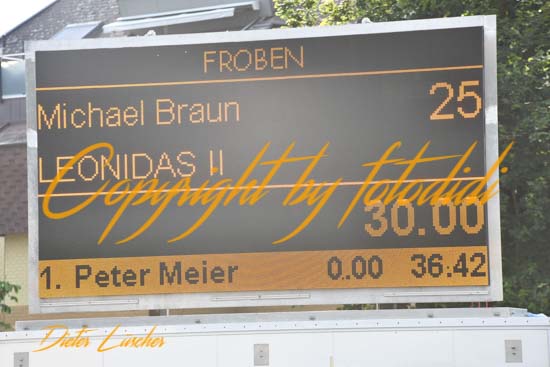 FROBEN
Michael Braun 25
LEONIDAS II
Copyright by fotodidi
30.00
1. Peter Meier 0.00 36:42
Dieter Liischer